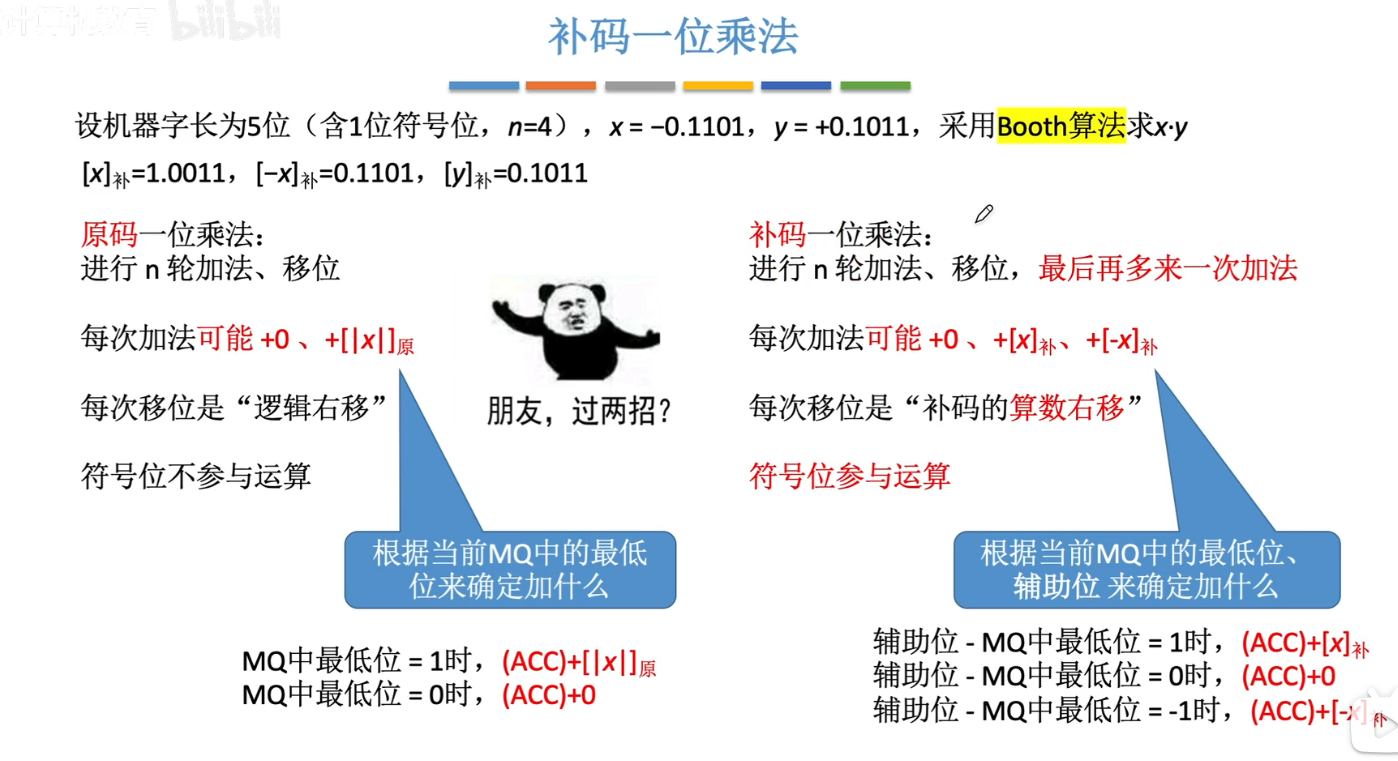 计算机教育 bilibili
补码一位乘法
设机器字长为5位（含1位符号位，n=4），x = −0.1101，y = +0.1011，采用Booth算法求x·y
[x]补=1.0011，[−x]补=0.1101，[y]补=0.1011
原码一位乘法：
进行 n 轮加法、移位
每次加法可能 +0 、+[|x|]原
每次移位是“逻辑右移”
符号位不参与运算
根据当前MQ中的最低
位来确定加什么
MQ中最低位 = 1时，(ACC)+[|x|]原
MQ中最低位 = 0时，(ACC)+0
朋友，过两招？
补码一位乘法：
进行 n 轮加法、移位，最后再多来一次加法
每次加法可能 +0 、+[x]补、+[-x]补
每次移位是“补码的算数右移”
符号位参与运算
根据当前MQ中的最低位、
辅助位 来确定加什么
辅助位 - MQ中最低位 = 1时，(ACC)+[x]补
辅助位 - MQ中最低位 = 0时，(ACC)+0
辅助位 - MQ中最低位 = -1时，(ACC)+[-x]补